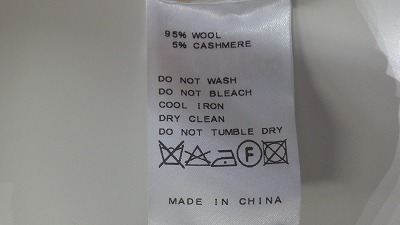 95% WOOL
5% CASHMERE
DO NOT WASH
DO NOT BLEACH
COOL IRON
DRY CLEAN
DO NOT TUMBLE DRY
F
MADE IN CHINA